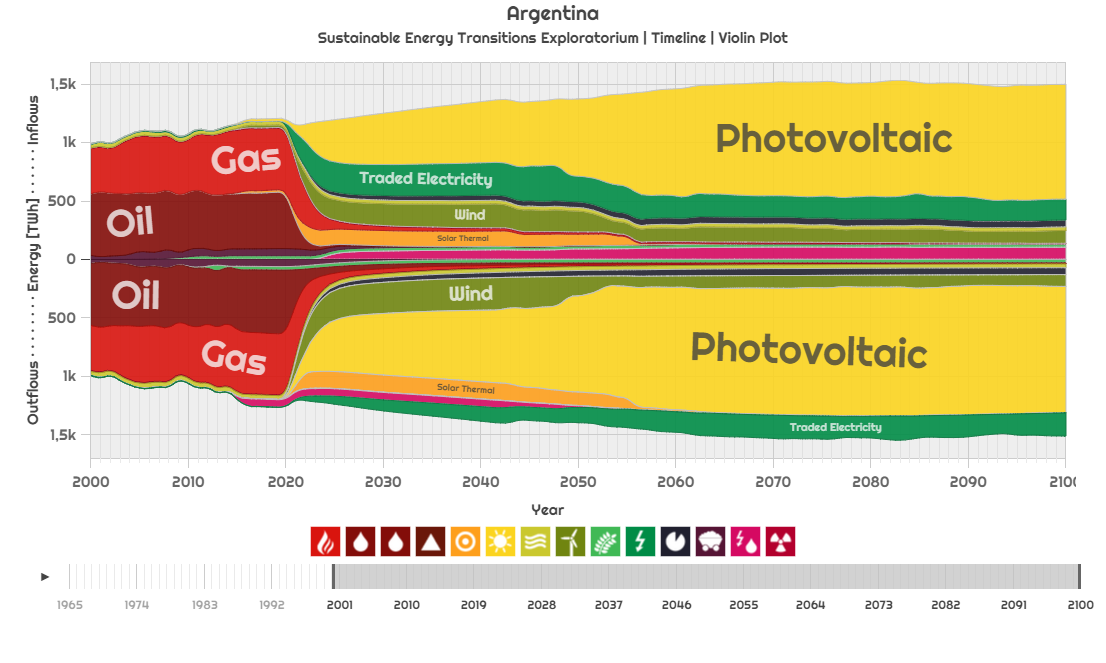 Argentina
Sustainable Energy Transitions Exploratorium | Timeline | Violin Plot
Outflows · · · · · · · · Energy [TWh] · · · · · · · · Inflows
1,5k
1k
500
0
500
1k
1,5k
Photovoltaic
Gas
Traded Electricity
Oil
Wind
Solar Thermal
Oil
Wind
Photovoltaic
Gas
Solar Thermal
Traded Electricity
2000 2010 2020 2030 2040 2050 2060 2070 2080 2090 2100
Year
1965 1974 1983 1992 2001 2010 2019 2028 2037 2046 2055 2064 2073 2082 2091 2100